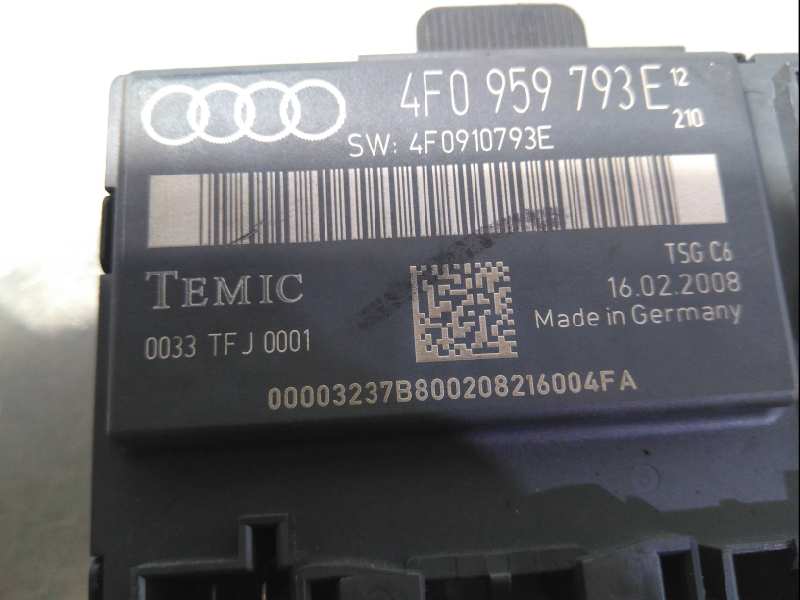 4F0 959 793E 12
210
SW: 4F0910793E
TEMIC
TSG C6
16.02.2008
Made in Germany
0033 TFJ 0001
00003237B800208216004FA